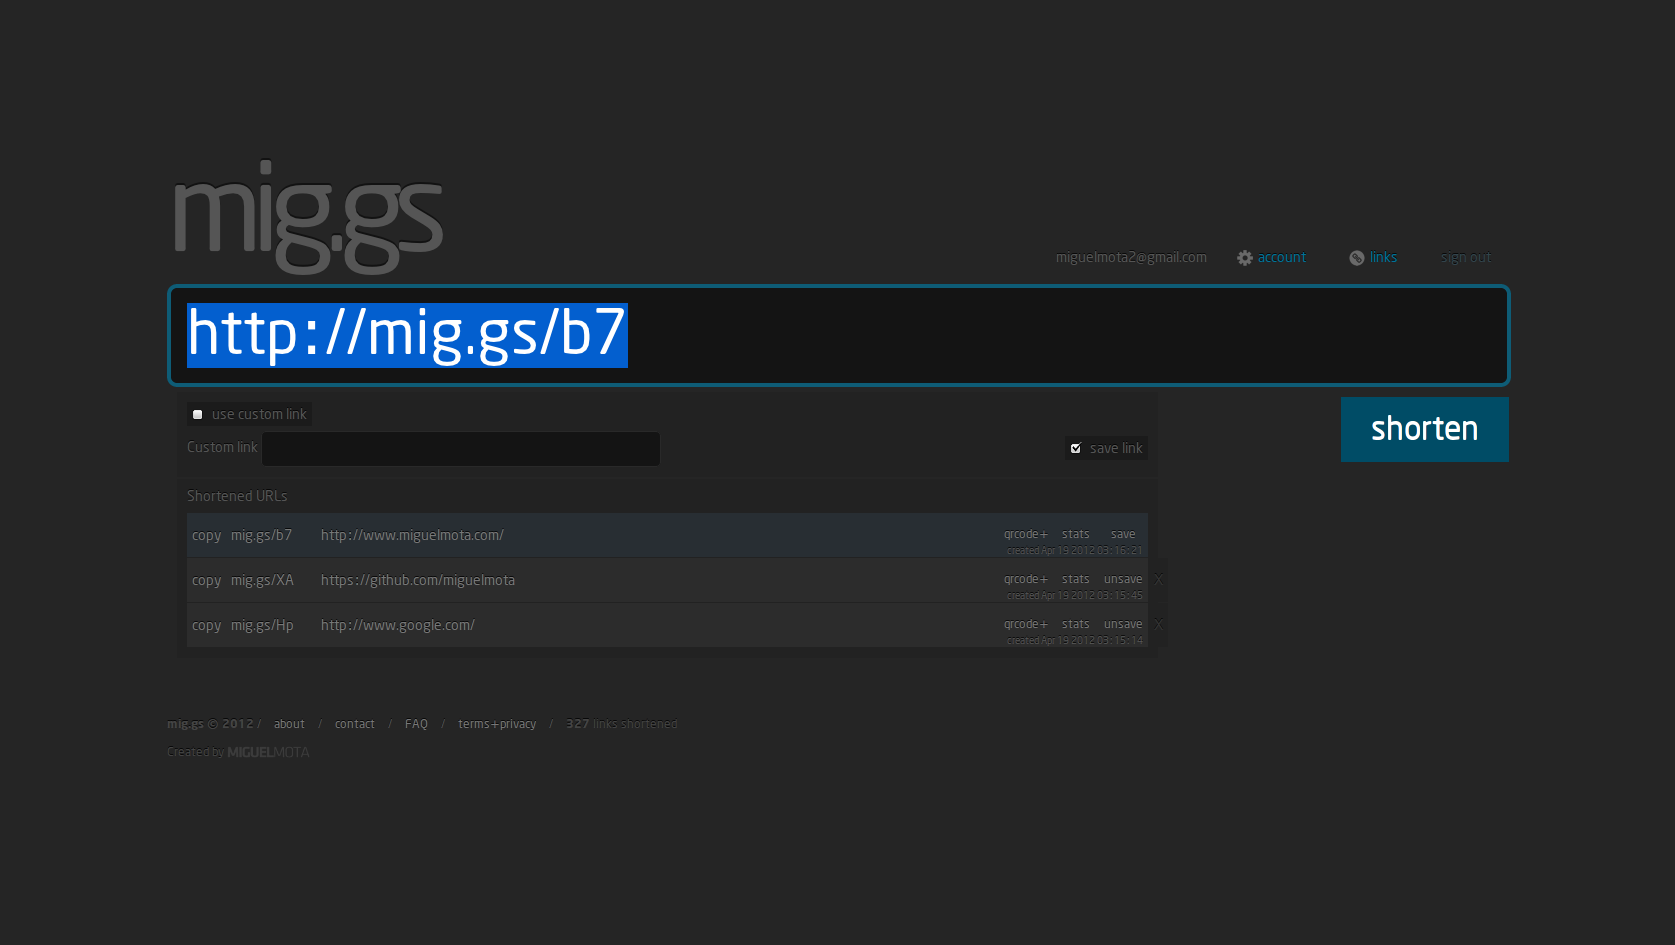 mig.gs
miguelmota2@gmail.com account links sign out
http://mig.gs/b7
use custom link
shorten
Custom link
save link
Shortened URLs
copy mig.gs/b7 http://www.miguelmota.com/ qrcode+ stats save
created Apr 19 2012 03:16:21
copy mig.gs/XA https://github.com/miguelmota qrcode+ stats unsave X
created Apr 19 2012 03:15:45
copy mig.gs/Hp http://www.google.com/ qrcode+ stats unsave X
created Apr 19 2012 03:15:14
mig.gs © 2012 / about / contact / FAQ / terms+privacy / 327 links shortened
Created by MIGUELMOTA